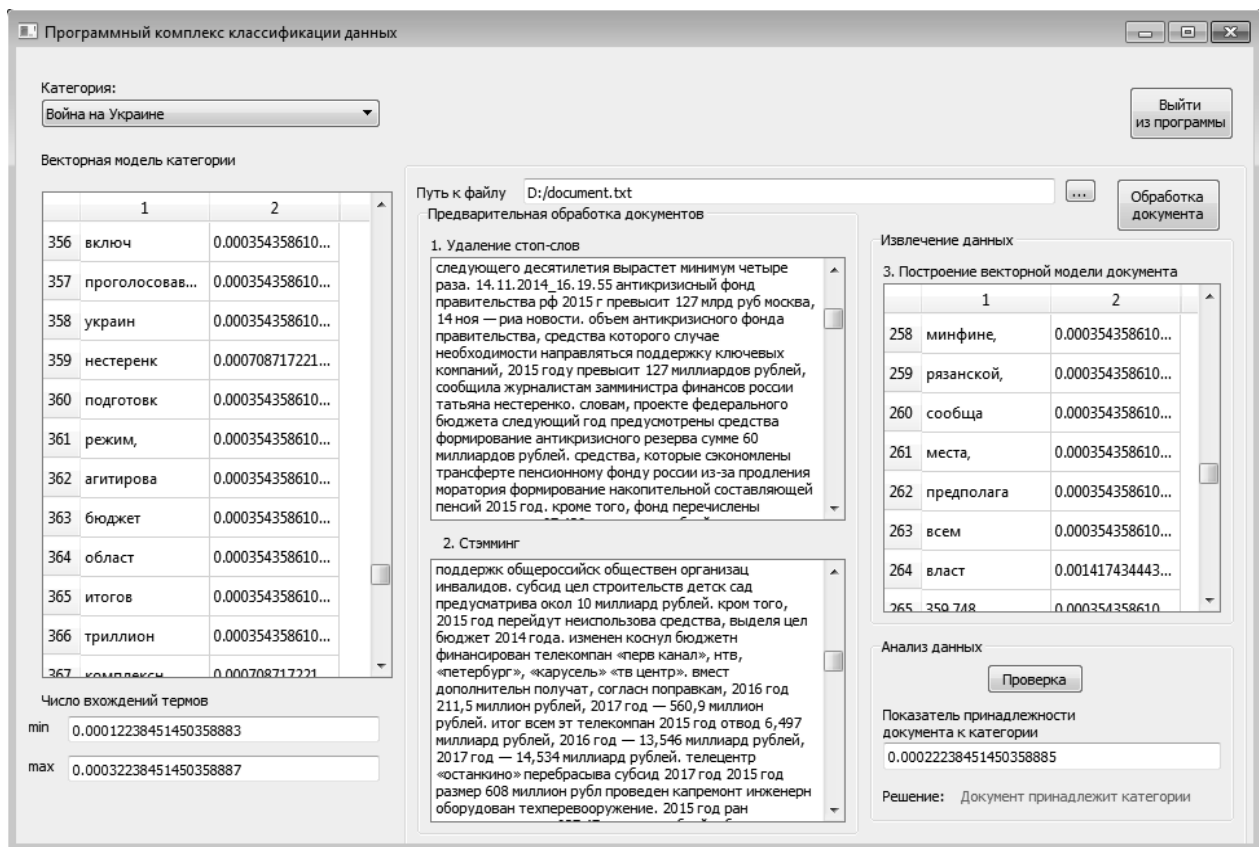 Программный комплекс классификации данных
Категория:
Война на Украине
Выйти
из программы
Векторная модель категории
1 2
356 включ 0.000354358610...
357 проголосовав... 0.000354358610...
358 украин 0.000354358610...
359 нестеренк 0.000708717221...
360 подготовк 0.000354358610...
361 режим, 0.000354358610...
362 агитирова 0.000354358610...
363 бюджет 0.000354358610...
364 област 0.000354358610...
365 итогов 0.000354358610...
366 триллион 0.000354358610...
367 комплексн 0.000708717221
Число вхождений термов
min 0.00012238451450358883
max 0.00032238451450358887
Путь к файлу D:/document.txt ...
Обработка
документа
Предварительная обработка документов
1. Удаление стоп-слов
следующего десятилетия вырастет минимум четыре
раза. 14.11.2014_16.19.55 антикризисный фонд
правительства рф 2015 г превысит 127 млрд руб москва,
14 ноя — риа новости. объем антикризисного фонда
правительства, средства которого случае
необходимости направляться поддержку ключевых
компаний, 2015 году превысит 127 миллиардов рублей,
сообщила журналистам замминистра финансов россии
татьяна нестеренко. словам, проекте федерального
бюджета следующий год предусмотрены средства
формирование антикризисного резерва сумме 60
миллиардов рублей. средства, которые сэкономлены
трансферте пенсионному фонду россии из-за продления
моратория формирование накопительной составляющей
пенсий 2015 год. кроме того, фонд перечислены
2. Стэмминг
поддержк общероссийск обществен организац
инвалидов. субсид цел строительств детск сад
предусматрива окол 10 миллиард рублей. кром того,
2015 год перейдут неиспользова средства, выделя цел
бюджет 2014 года. изменен коснул бюджетн
финансирован телекомпан «перв канал», нтв,
«петербург», «карусель» «тв центр». вмест
дополнительн получат, согласн поправкам, 2016 год
211,5 миллион рублей, 2017 год — 560,9 миллион
рублей. итог всем эт телекомпан 2015 год отвод 6,497
миллиард рублей, 2016 год — 13,546 миллиард рублей,
2017 год — 14,534 миллиард рублей. телецентр
«останкино» перебрасыва субсид 2017 год 2015 год
размер 608 миллион рубл проведен капремонт инженерн
оборудован техперевооружение. 2015 год ран
Извлечение данных
3. Построение векторной модели документа
1 2
258 минфине, 0.000354358610...
259 рязанской, 0.000354358610...
260 сообща 0.000354358610...
261 места, 0.000354358610...
262 предполага 0.000354358610...
263 всем 0.000354358610...
264 власт 0.001417434443...
265 359,748 0.000354358610
Анализ данных
Проверка
Показатель принадлежности
документа к категории
0.00022238451450358885
Решение: Документ принадлежит категории